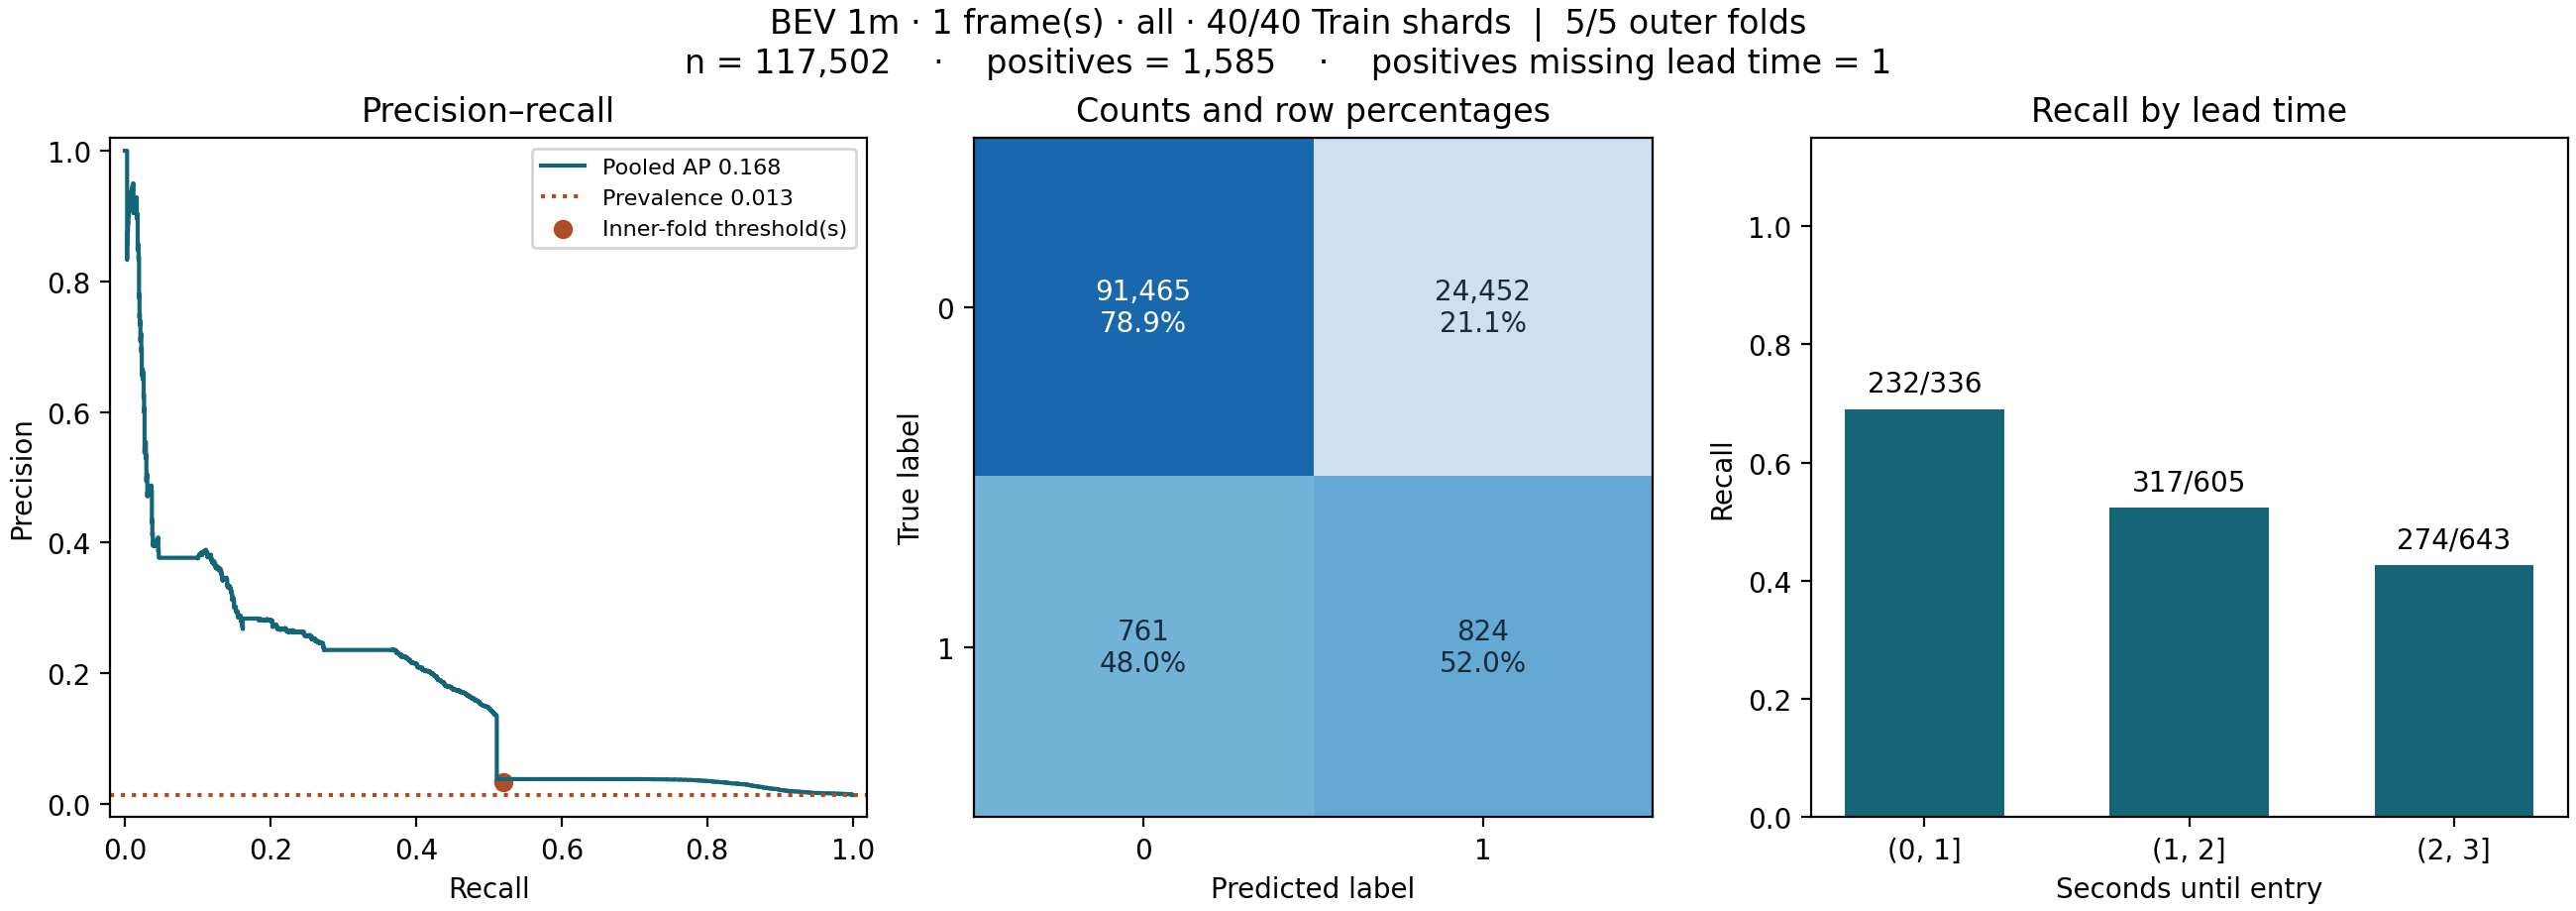 BEV 1m · 1 frame(s) · all · 40/40 Train shards | 5/5 outer folds
n = 117,502 · positives = 1,585 · positives missing lead time = 1
Precision–recall
1.0
0.8
0.6
0.4
0.2
0.0
Precision
Pooled AP 0.168
Prevalence 0.013
Inner-fold threshold(s)
0.0 0.2 0.4 0.6 0.8 1.0
Recall
Counts and row percentages
True label
0
1
91,465
78.9%
24,452
21.1%
761
48.0%
824
52.0%
0 1
Predicted label
Recall by lead time
Recall
1.0
0.8
0.6
0.4
0.2
0.0
232/336
317/605
274/643
(0, 1] (1, 2] (2, 3]
Seconds until entry